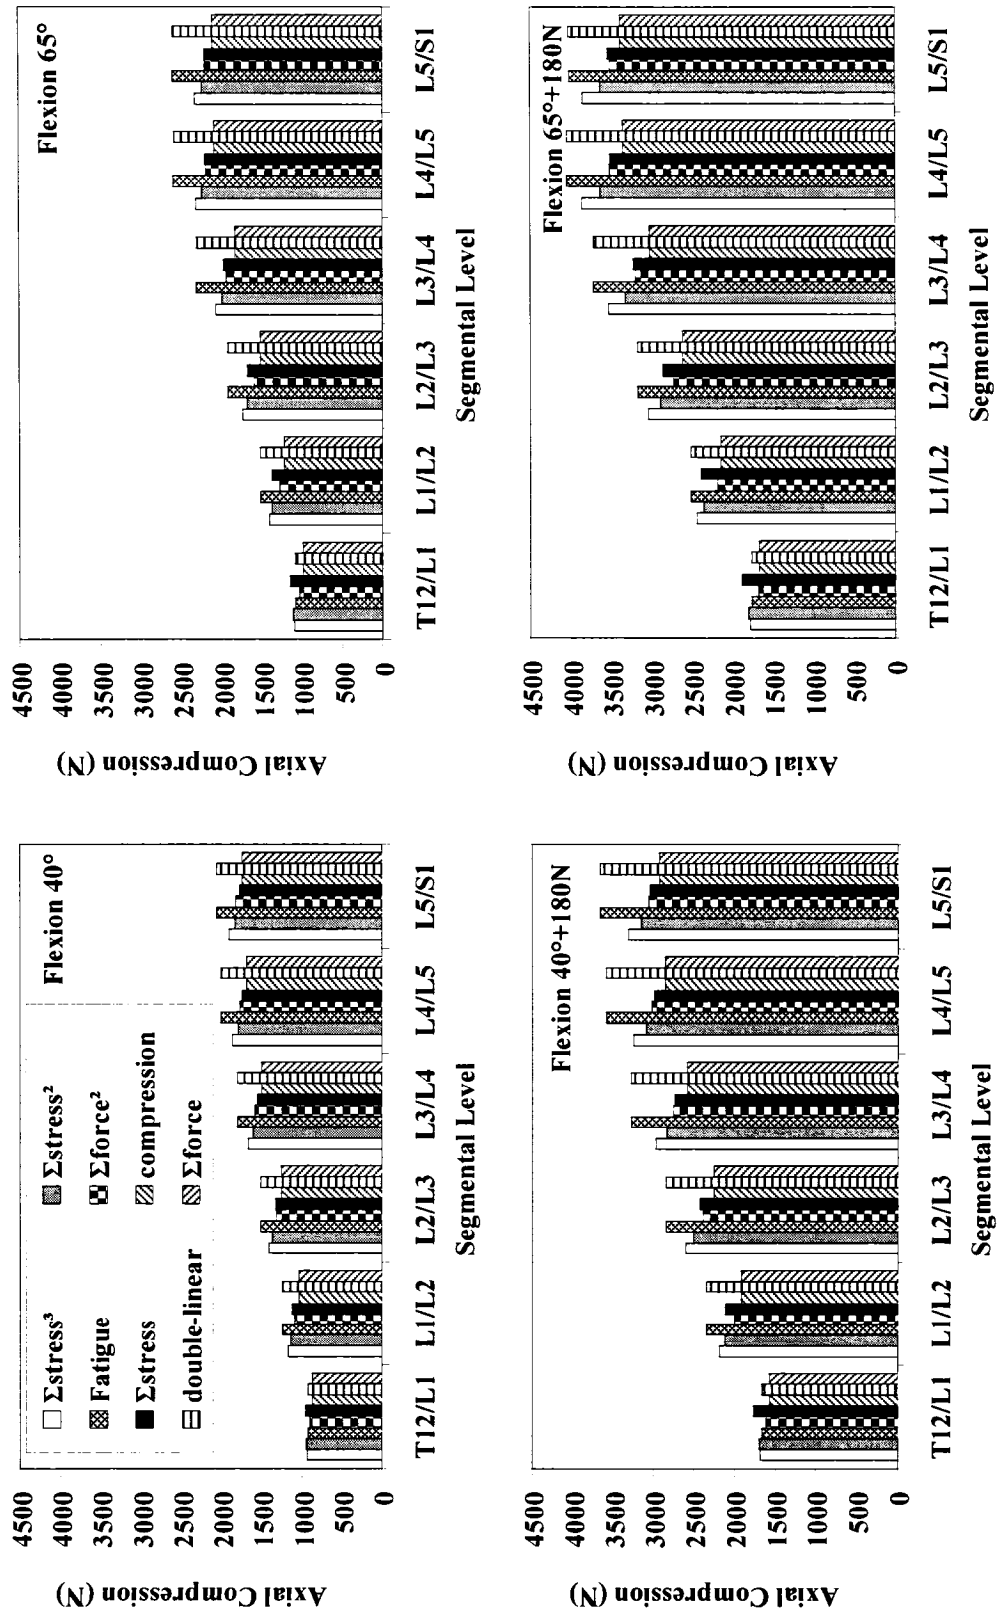 Flexion 40°
Σstress³
Σstress²
Fatigue
Σforce²
Σstress
compression
double-linear
Σforce
4500
4000
3500
3000
2500
2000
1500
1000
500
0
Axial Compression (N)
T12/L1 L1/L2 L2/L3 L3/L4 L4/L5 L5/S1
Segmental Level
Flexion 65°
4500
4000
3500
3000
2500
2000
1500
1000
500
0
Axial Compression (N)
T12/L1 L1/L2 L2/L3 L3/L4 L4/L5 L5/S1
Segmental Level
Flexion 40°+180N
4500
4000
3500
3000
2500
2000
1500
1000
500
0
Axial Compression (N)
T12/L1 L1/L2 L2/L3 L3/L4 L4/L5 L5/S1
Segmental Level
Flexion 65°+180N
4500
4000
3500
3000
2500
2000
1500
1000
500
0
Axial Compression (N)
T12/L1 L1/L2 L2/L3 L3/L4 L4/L5 L5/S1
Segmental Level